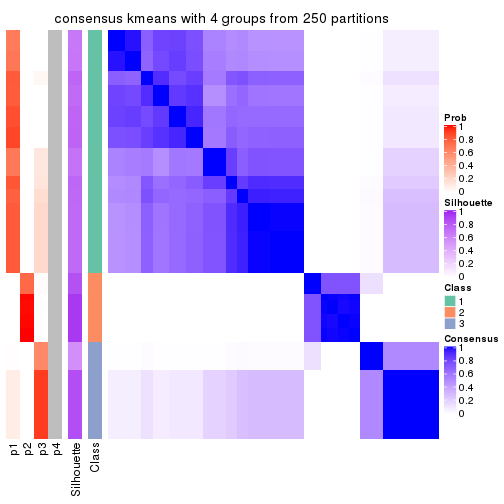 consensus kmeans with 4 groups from 250 partitions
Prob
1
0.8
0.6
0.4
0.2
0
Silhouette
1
0.8
0.6
0.4
0.2
0
Class
1
2
3
Consensus
1
0.8
0.6
0.4
0.2
0
p1
p2
p3
p4
Silhouette
Class